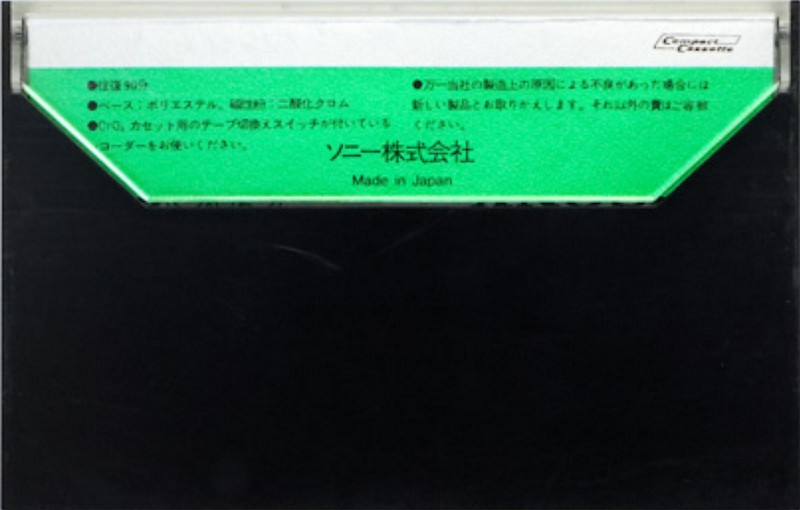 Compact
Cassette
●往復90分
●ベース：ポリエステル、磁性粉：二酸化クロム
●CrO₂カセット用のテープ切換えスイッチが付いている
コーダーをお使いください。
●万一当社の製造上の原因による不良があった場合には
新しい製品とお取りかえします。それ以外の責はご容赦
ください。
ソニー株式会社
Made in Japan